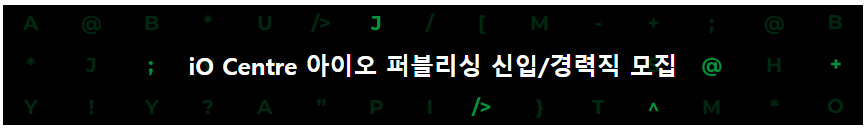 A @ B * U /> J / [ M - + ; @ B
* J ; iO Centre 아이오 퍼블리싱 신입/경력직 모집 @ H +
Y ! Y ? A ” P I /> } T ^ M * O